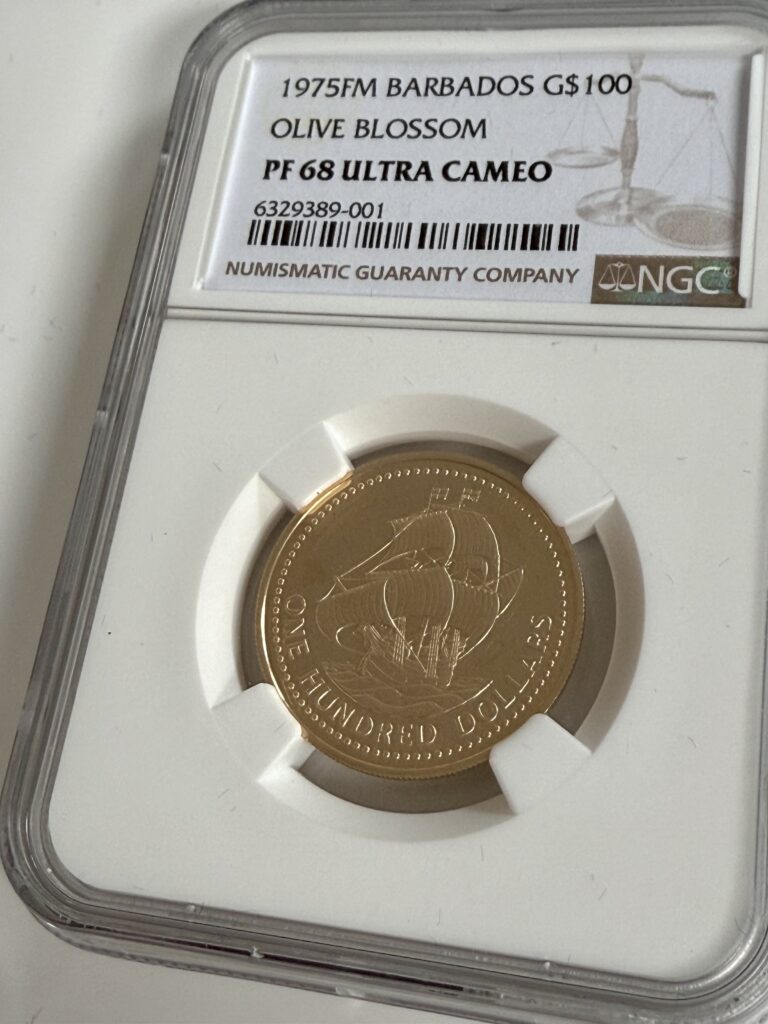 1975FM BARBADOS G$100
OLIVE BLOSSOM
PF 68 ULTRA CAMEO
6329389-001
NUMISMATIC GUARANTY COMPANY
NGC
ONE HUNDRED DOLLARS